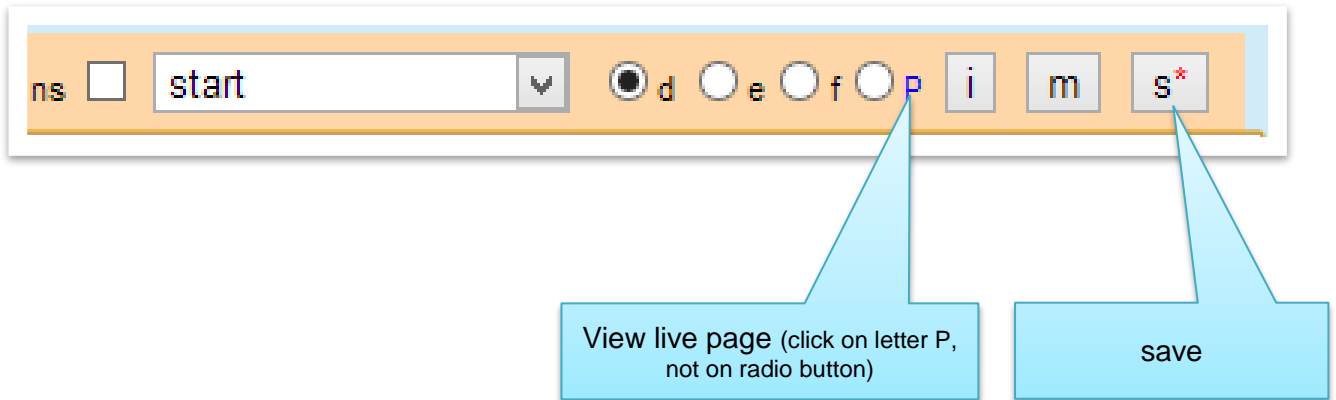 ns start d e f P i m s*
View live page (click on letter P,
not on radio button)
save